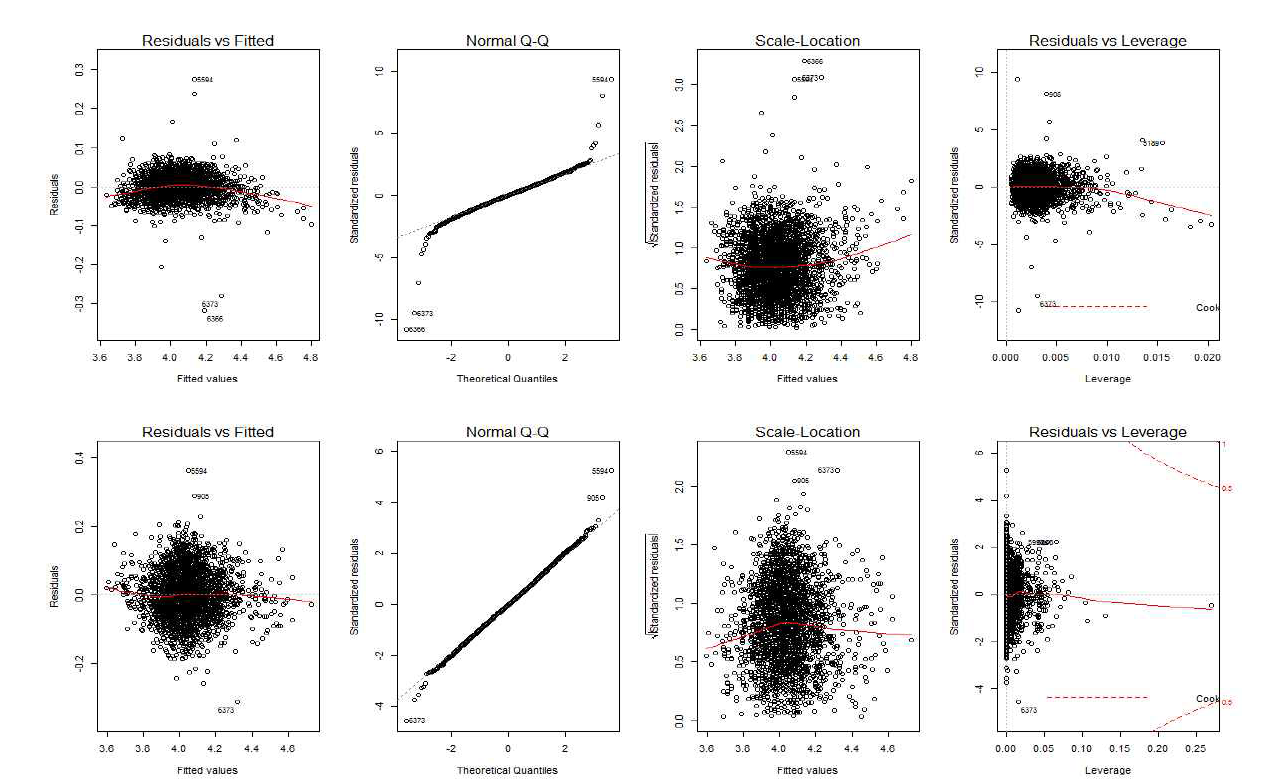 Residuals vs Fitted
Normal Q-Q
Scale-Location
Residuals vs Leverage
Residuals
0.3
0.2
0.1
0.0
-0.1
-0.2
-0.3
5594
6373
6366
3.6 3.8 4.0 4.2 4.4 4.6 4.8
Fitted values
Standardized residuals
10
5
0
-5
-10
5594
6373
6366
-2 0 2
Theoretical Quantiles
√|Standardized residuals|
3.0
2.5
2.0
1.5
1.0
0.5
0.0
6366
6373
3.6 3.8 4.0 4.2 4.4 4.6 4.8
Fitted values
Standardized residuals
10
5
0
-5
-10
6373
Cook
0.000 0.005 0.010 0.015 0.020
Leverage
Residuals vs Fitted
Normal Q-Q
Scale-Location
Residuals vs Leverage
Residuals
0.4
0.2
0.0
-0.2
5594
905
6373
3.6 3.8 4.0 4.2 4.4 4.6
Fitted values
Standardized residuals
6
4
2
0
-2
-4
5594
905
6373
-2 0 2
Theoretical Quantiles
√|Standardized residuals|
2.0
1.5
1.0
0.5
0.0
5594
6373
905
3.6 3.8 4.0 4.2 4.4 4.6
Fitted values
Standardized residuals
6
4
2
0
-2
-4
1
0.5
6373
Cook
0.5
0.00 0.05 0.10 0.15 0.20 0.25
Leverage